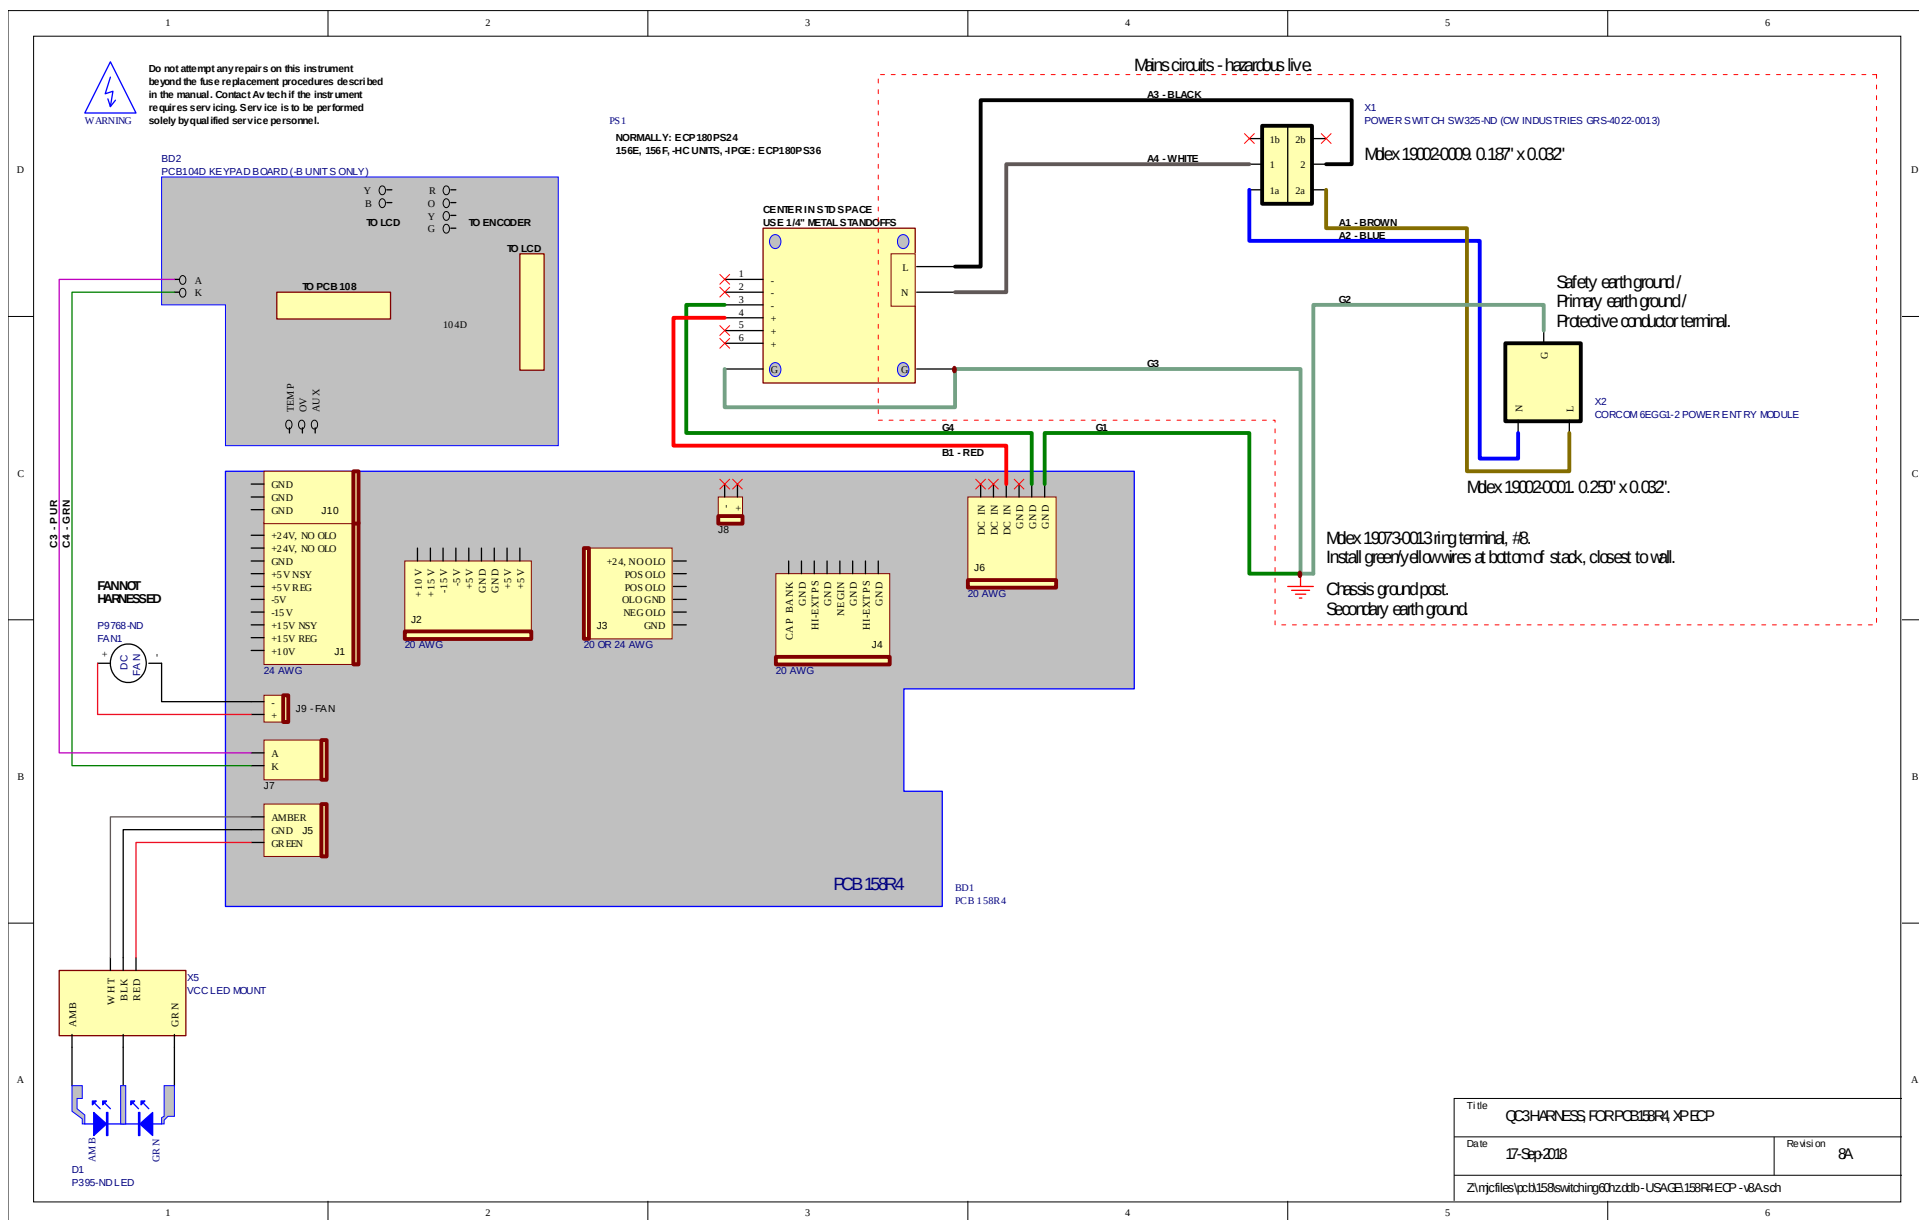 1 2 3 4 5 6
Do not attempt any repairs on this instrument
beyond the fuse replacement procedures described
in the manual. Contact Avtech if the instrument
requires servicing. Service is to be performed
solely by qualified service personnel.
WARNING
Mains circuits - hazardous live.
PS1
NORMALLY: ECP180PS24
156E, 156F, -HC UNITS, -IPGE: ECP180PS36
A3 - BLACK
A4 - WHITE
X1
POWER SWITCH SW325-ND (CW INDUSTRIES GRS-4022-0013)
Molex 19002-0009. 0.187" x 0.032"
1b 2b
1 2
1a 2a
A1 - BROWN
A2 - BLUE
D
D
BD2
PCB104D KEYPAD BOARD (-B UNITS ONLY)
Y
B
TO LCD
R
O
Y
G
TO ENCODER
TO LCD
A
K
TO PCB 108
104D
TEMP
OV
AUX
CENTER IN STD SPACE
USE 1/4" METAL STANDOFFS
L
N
1 -
2 -
3 -
4 +
5 +
6 +
G
G
G2
G3
Safety earth ground /
Primary earth ground /
Protective conductor terminal.
G
N
L
X2
CORCOM 6EGG1-2 POWER ENTRY MODULE
Molex 19002-0001. 0.250" x 0.032".
G4
G1
B1 - RED
C
C
C3 - PUR
C4 - GRN
GND
GND
GND
J10
+24V, NO OLO
+24V, NO OLO
GND
+5V NSY
+5V REG
-5V
-15V
+15V NSY
+15V REG
+10V
J1
24 AWG
+10V
+15V
-15V
-5V
+5V
GND
GND
+5V
+5V
J2
20 AWG
+24, NO OLO
POS OLO
POS OLO
OLO GND
NEG OLO
GND
J3
20 OR 24 AWG
- +
J8
CAP BANK
GND
HI-EXTPS
GND
NEGIN
GND
HI-EXTPS
GND
J4
20 AWG
DC IN
DC IN
DC IN
GND
GND
GND
J6
20 AWG
Molex 19073-0013 ring terminal, #8.
Install green/yellow wires at bottom of stack, closest to wall.
Chassis ground post.
Secondary earth ground.
FAN NOT
HARNESSED
P9768-ND
FAN1
+ -
DC
FAN
-
+
J9 - FAN
A
K
J7
AMBER
GND
GREEN
J5
B
B
PCB 158R4
BD1
PCB 158R4
WHT
BLK
RED
AMB
GRN
X5
VCC LED MOUNT
AMB
GRN
D1
P395-ND LED
A
A
Title
QC3 HARNESS, FOR PCB158R4, XP ECP
Date
17-Sep-2018
Revision
8A
Z:\mjcfiles\pcb\158\switching60hz.ddb - USAGE\158R4 ECP - v8A.sch
1 2 3 4 5 6